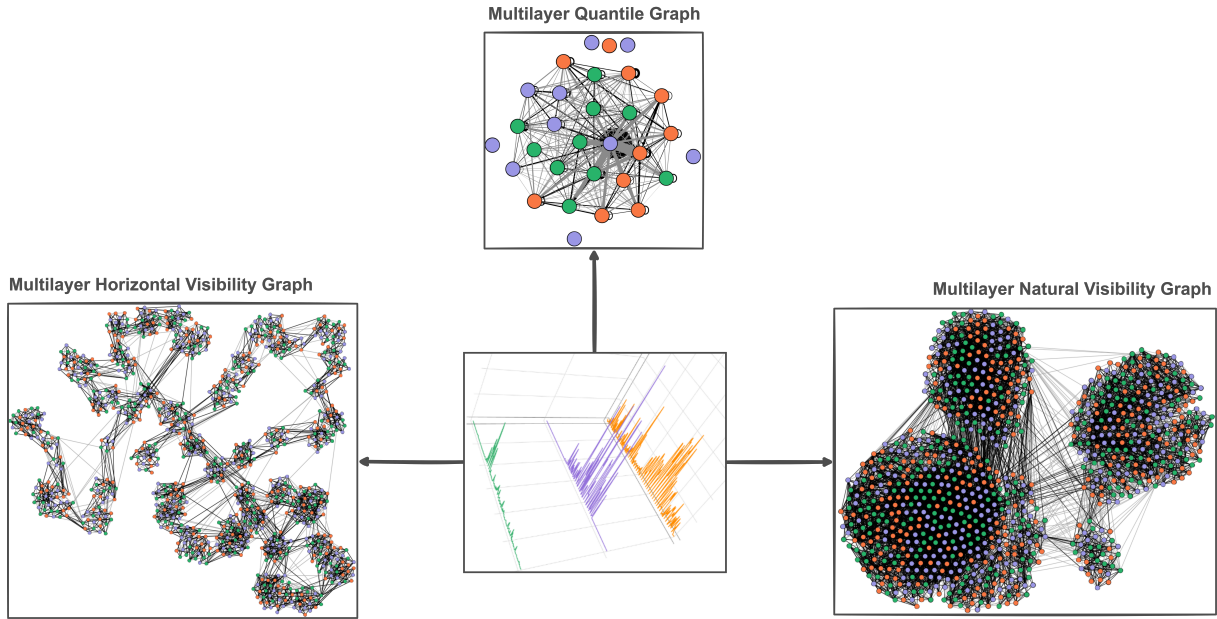 Multilayer Quantile Graph
Multilayer Horizontal Visibility Graph
Multilayer Natural Visibility Graph